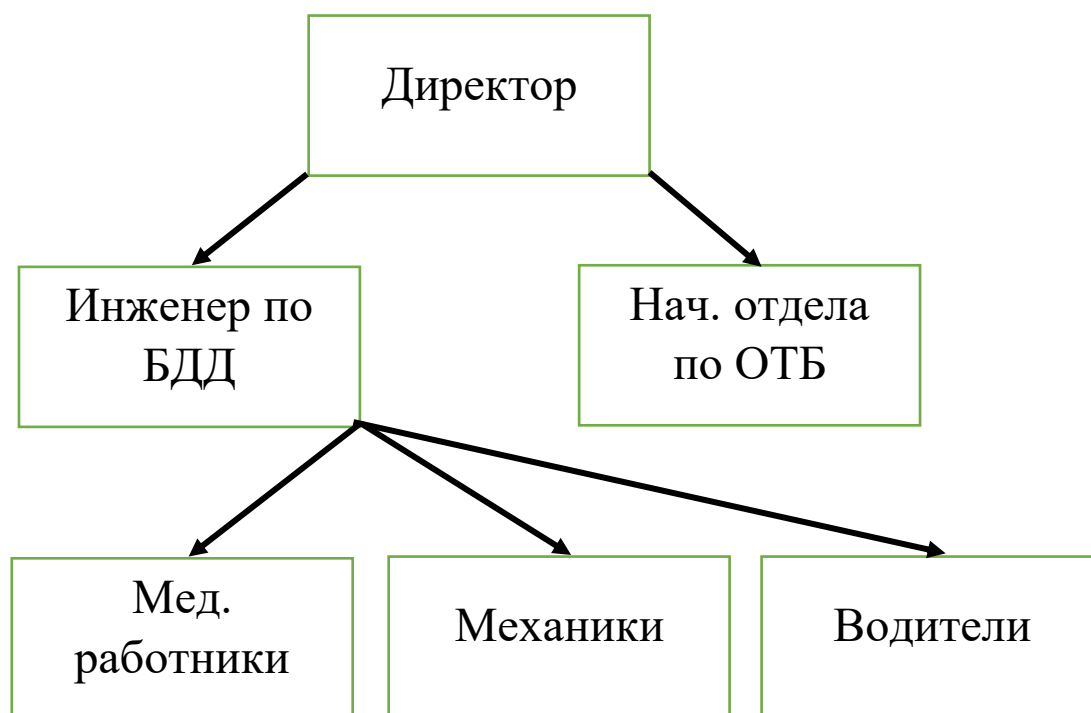 Директор
Инженер по
БДД
Нач. отдела
по ОТБ
Мед.
работники
Механики
Водители